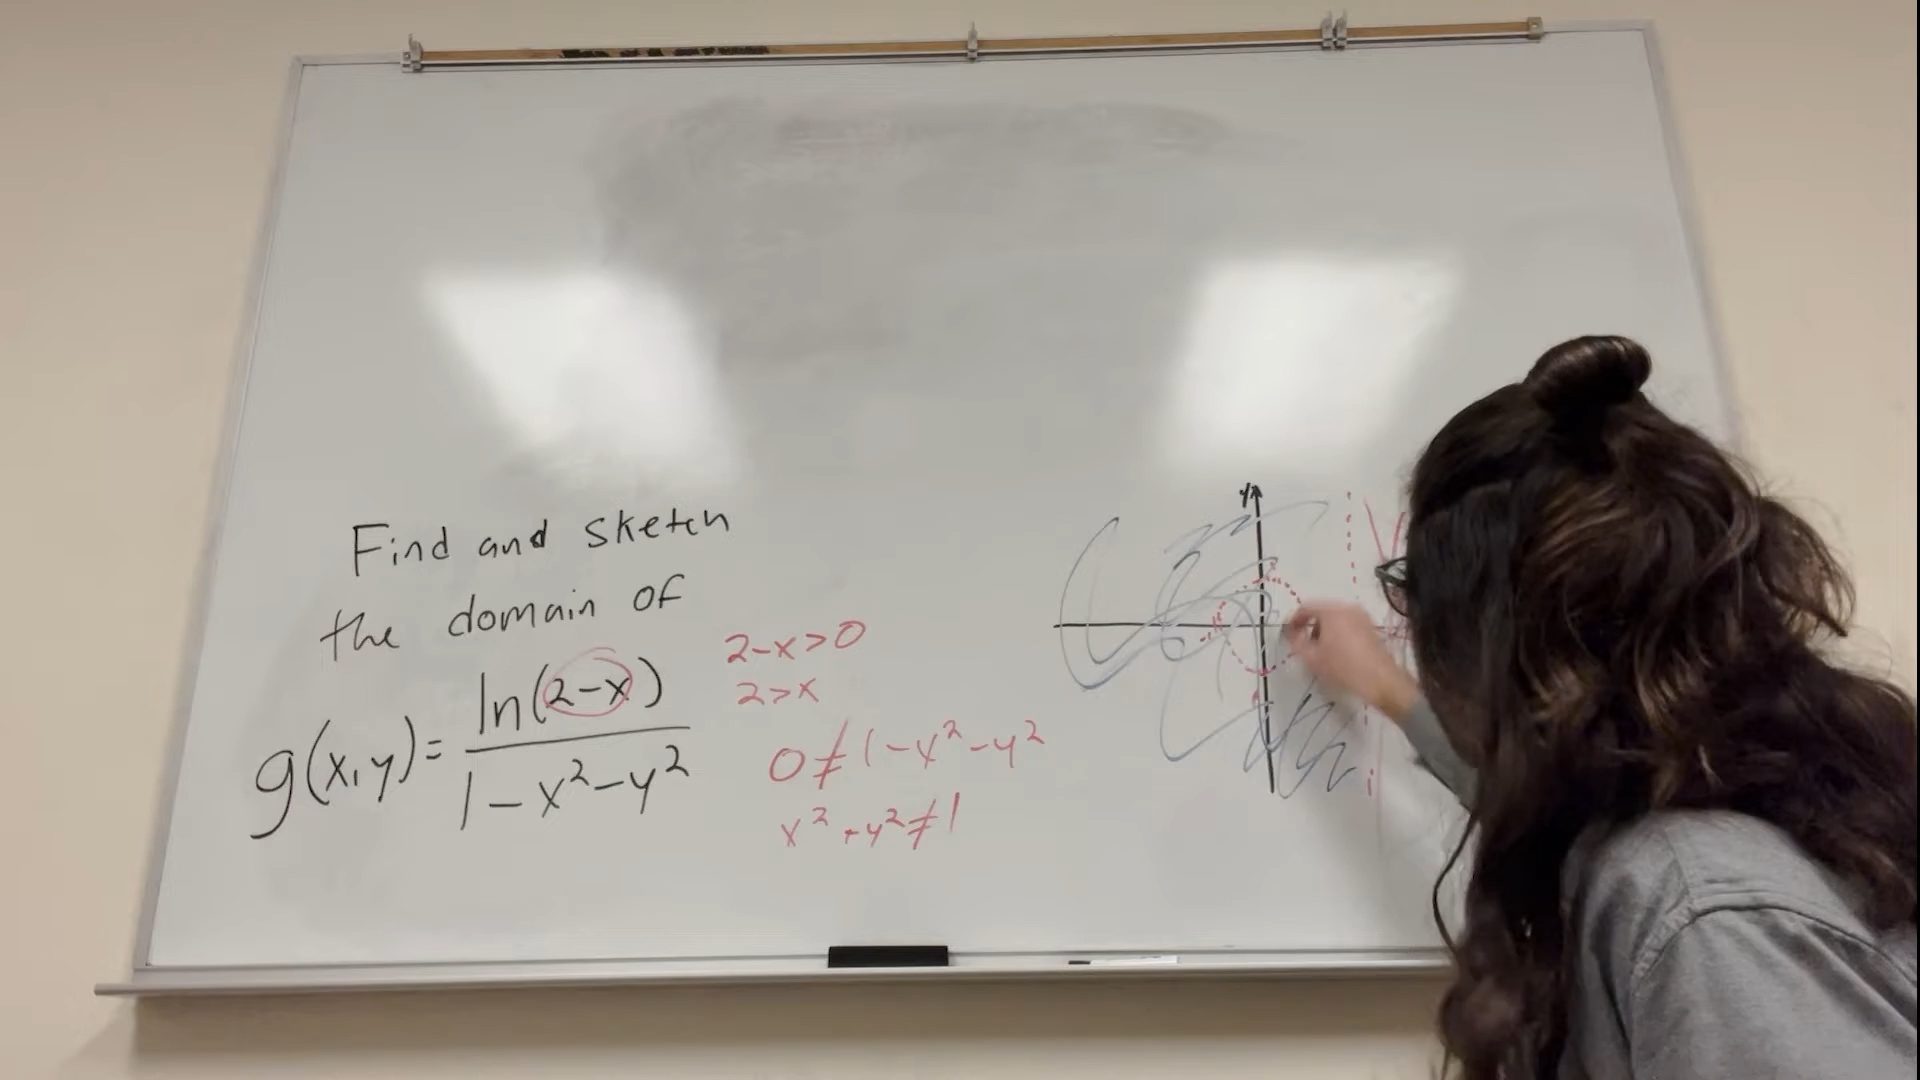 Find and sketch
the domain of
g(x,y)= ln(2-x) / 1-x²-y²
2-x>0
2>x
0≠1-x²-y²
x²+y²≠1
y